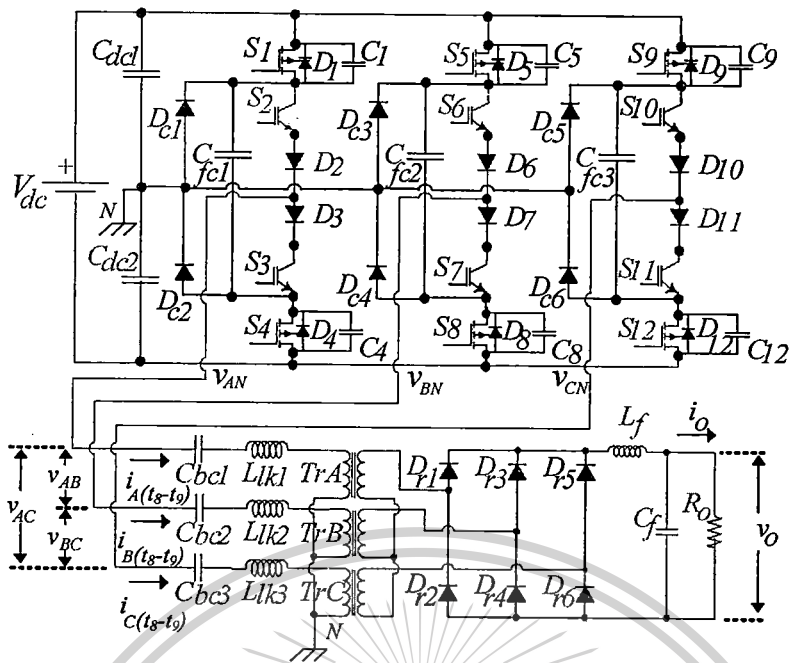 S1 C1 S5 C5 S9 C9
Cdc1 D1 D5 D9
S2 S6 S10
Dc1 Dc3 Dc5
Cfc1 D2 Cfc2 D6 Cfc3 D10
+
Vdc
N D3 D7 D11
Cdc2 S3 S7 S11
Dc2 Dc4 Dc6
S4 D4 C4 S8 D8 C8 S12 D12 C12
vAN vBN vCN
Lf iO
Cbc1 Llk1 TrA Dr1 Dr3 Dr5
vAB iA(t8-t9)
vAC Cbc2 Llk2 TrB Cf RO vO
vBC iB(t8-t9)
Cbc3 Llk3 TrC Dr2 Dr4 Dr6
iC(t8-t9) N